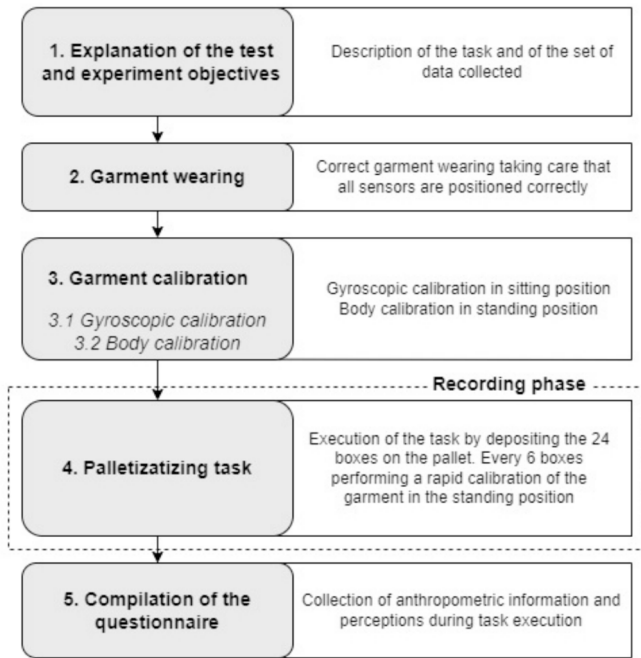 1. Explanation of the test
and experiment objectives
Description of the task and of the set of
data collected
2. Garment wearing
Correct garment wearing taking care that
all sensors are positioned correctly
3. Garment calibration
3.1 Gyroscopic calibration
3.2 Body calibration
Gyroscopic calibration in sitting position
Body calibration in standing position
Recording phase
4. Palletizatizing task
Execution of the task by depositing the 24
boxes on the pallet. Every 6 boxes
performing a rapid calibration of the
garment in the standing position
5. Compilation of the
questionnaire
Collection of anthropometric information and
perceptions during task execution